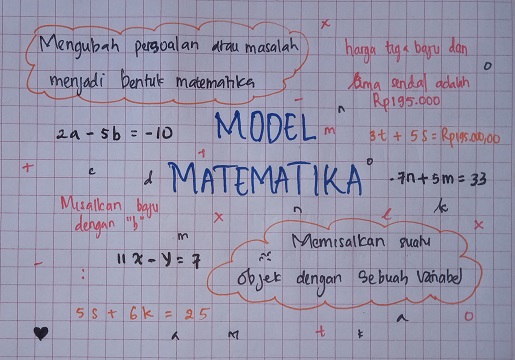 Mengubah persoalan atau masalah
menjadi bentuk matematika
x
harga tiga baju dan
lima sendal adalah
Rp195.000
o
n
2a - 5b = -10
MODEL
m
3t + 5s = Rp195.000,00
+
c
d
MATEMATIKA
o
-7n + 5m = 33
Misalkan baju
dengan "b"
x
n
l
k
x
m
11x - y = 7
Memisalkan suatu
objek dengan sebuah variabel
-
:
5s + 6k = 25
t
k
a
o